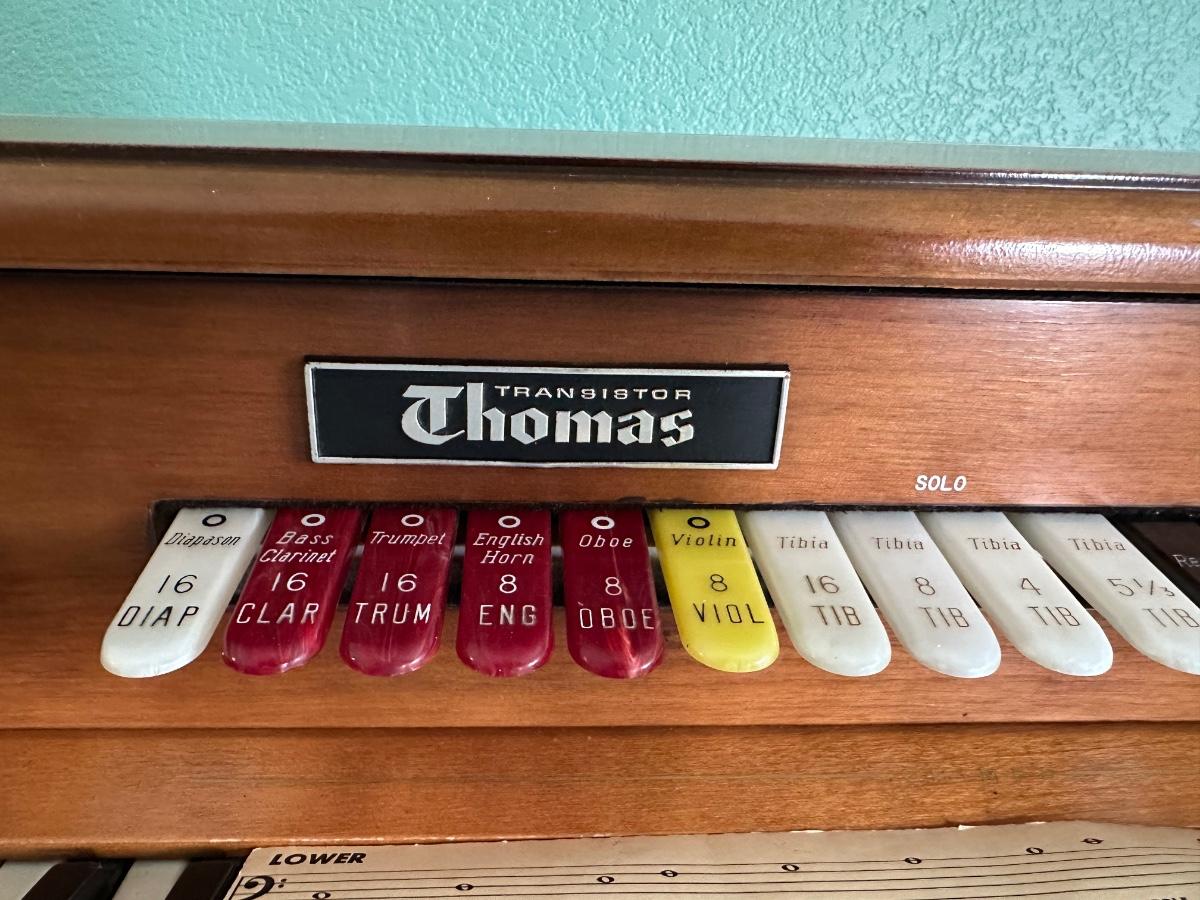 TRANSISTOR
Thomas
SOLO
Diapason
16
DIAP
Bass
Clarinet
16
CLAR
Trumpet
16
TRUM
English
Horn
8
ENG
Oboe
8
OBOE
Violin
8
VIOL
Tibia
16
TIB
Tibia
8
TIB
Tibia
4
TIB
Tibia
5⅓
TIB
Re
LOWER